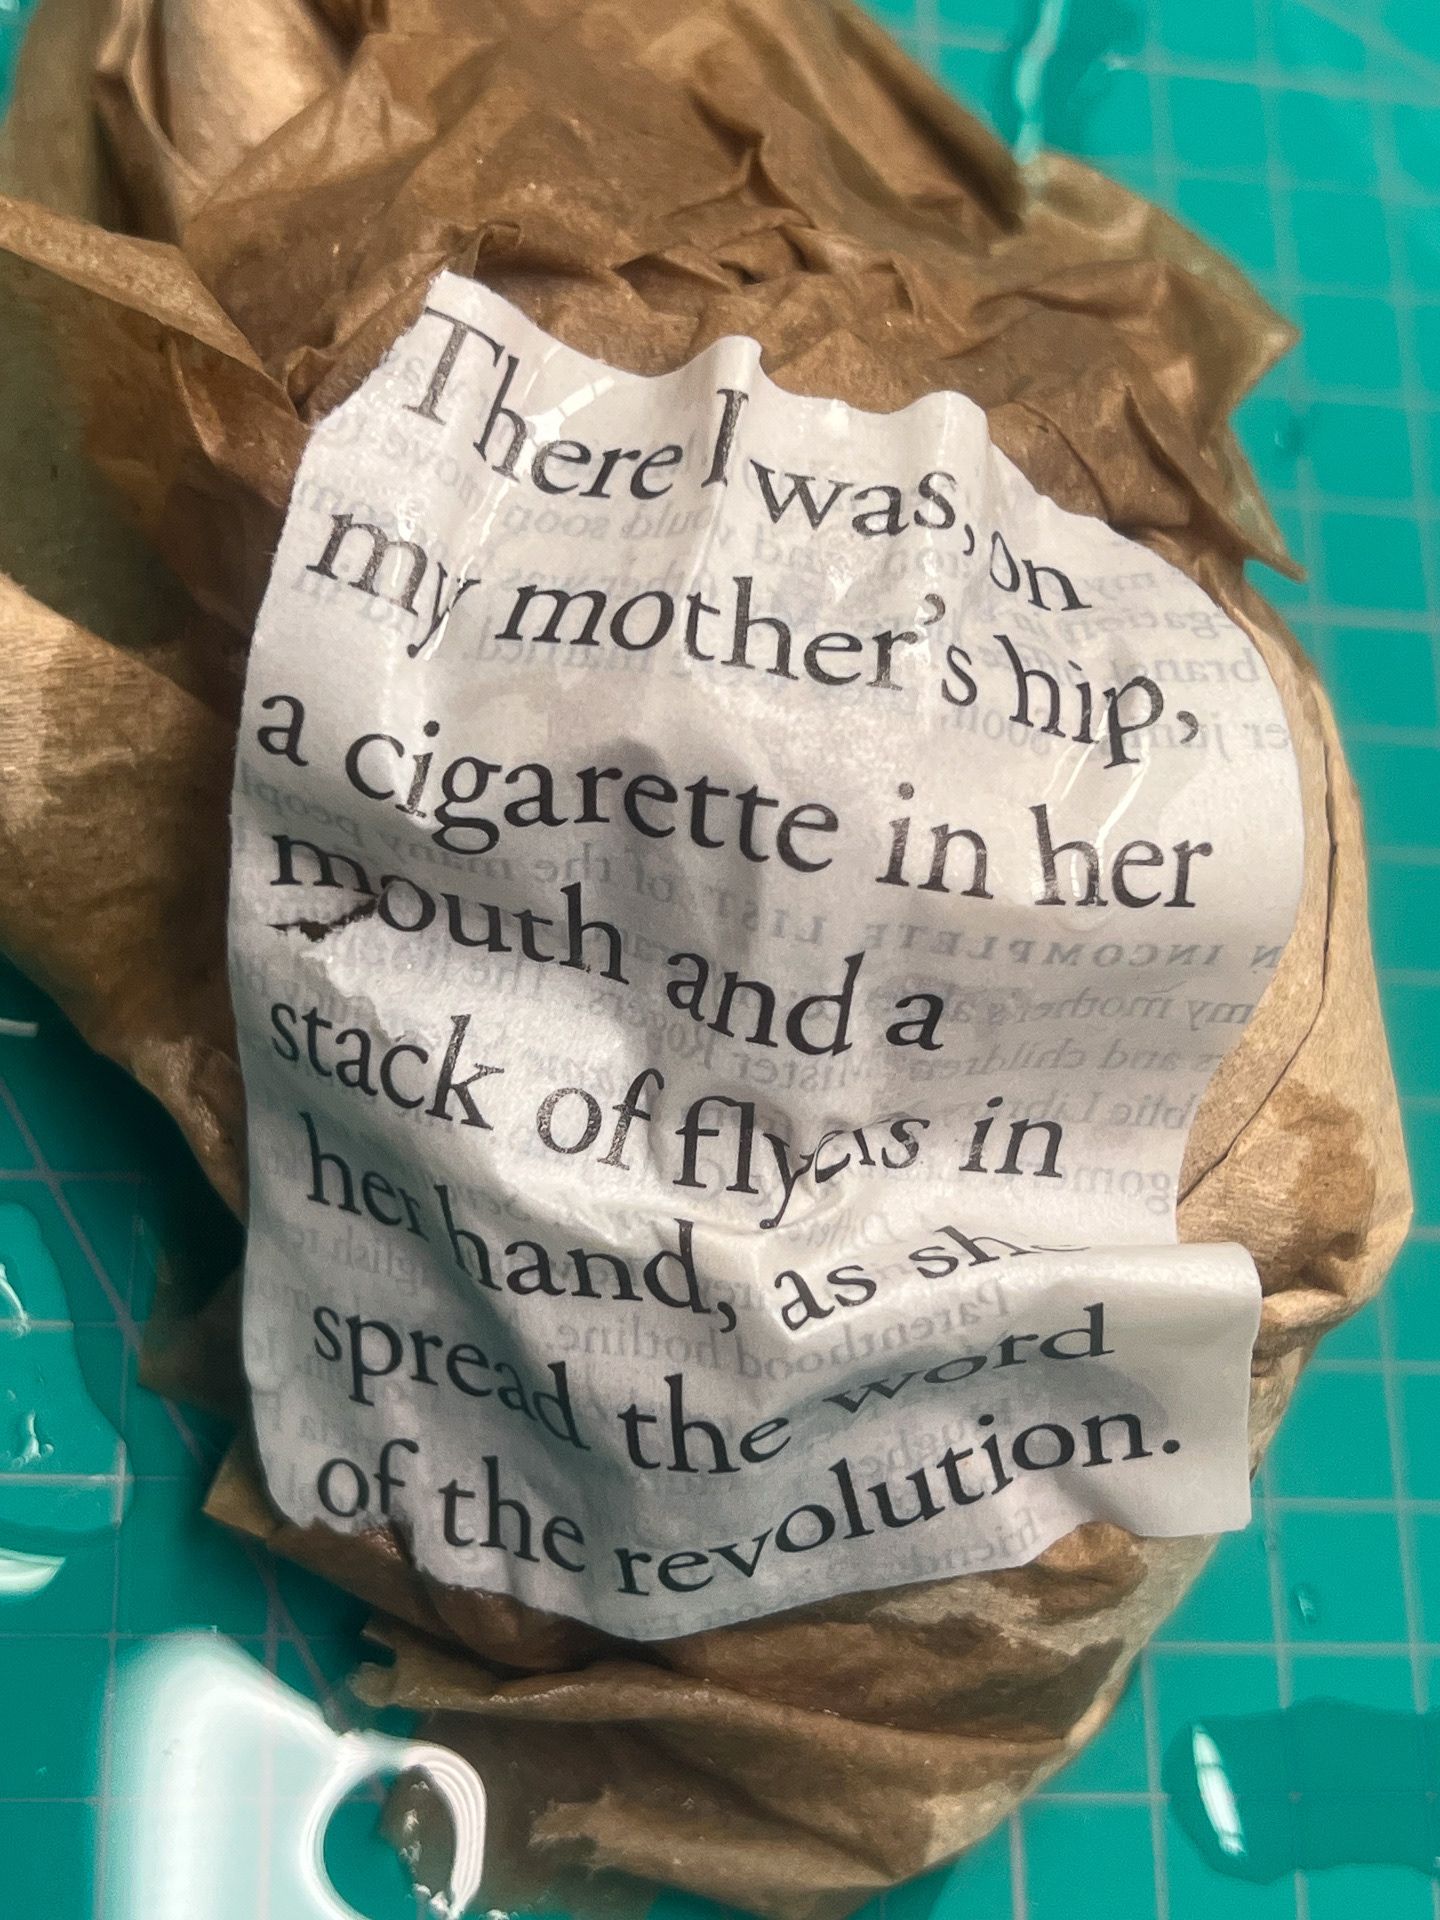 There I was, on
my mother's hip,
a cigarette in her
mouth and a
stack of flyers in
her hand, as she
spread the word
of the revolution.